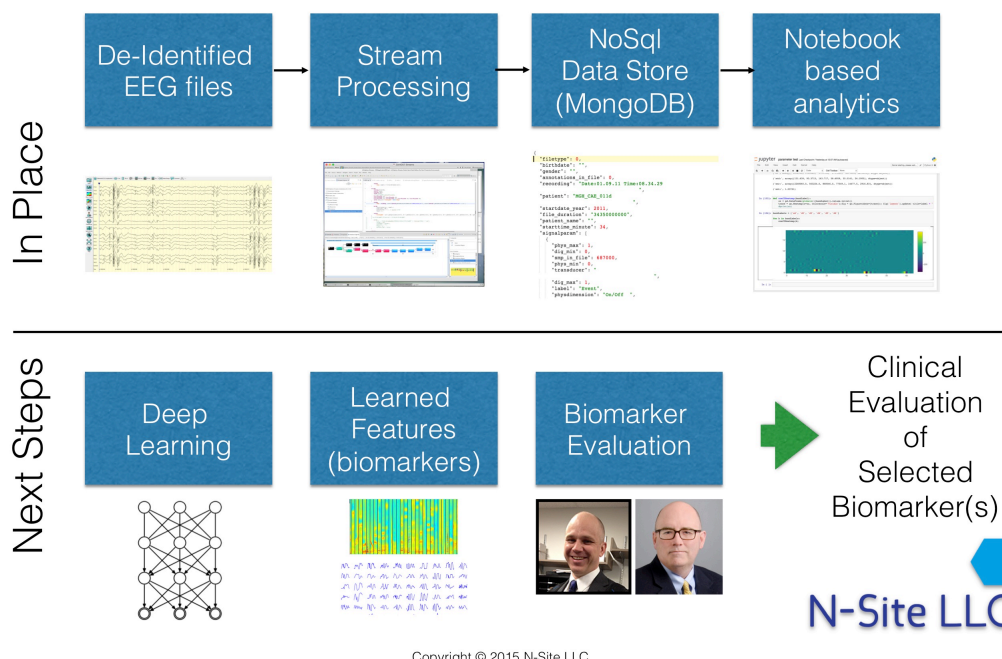 In Place
De-Identified
EEG files
Stream
Processing
NoSql
Data Store
(MongoDB)
Notebook
based
analytics
{
"filetype": 0,
"birthdate": "",
"gender": "",
"annotations_in_file": 0,
"recording": "Date:01.09.11 Time:09.34.29
",
"patient": "MGH_CAE_011d
",
"startdate_year": 2011,
"file_duration": "34350000000",
"patient_name": "",
"starttime_minute": 34,
"signalparam": [
{
"phys_max": 1,
"dig_min": 0,
"smp_in_file": 687000,
"phys_min": 0,
"transducer": "
",
"dig_max": 1,
"label": "Event",
"physdimension": "On/Off ",
jupyter
Next Steps
Deep
Learning
Learned
Features
(biomarkers)
Biomarker
Evaluation
Clinical
Evaluation
of
Selected
Biomarker(s)
N-Site LLC
Copyright © 2015 N-Site LLC